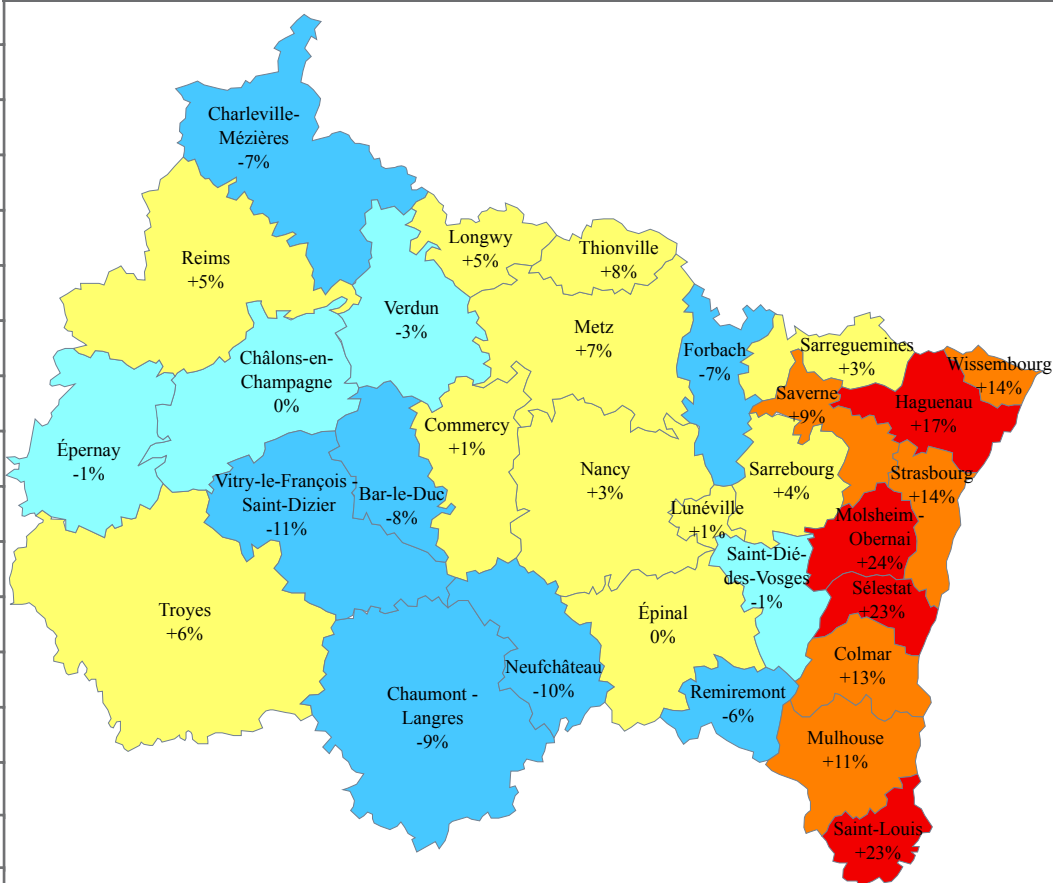 Charleville-
Mézières
-7%
Reims
+5%
Longwy
+5%
Thionville
+8%
Verdun
-3%
Metz
+7%
Forbach
-7%
Sarreguemines
+3%
Wissembourg
+14%
Châlons-en-
Champagne
0%
Saverne
+9%
Haguenau
+17%
Épernay
-1%
Commercy
+1%
Nancy
+3%
Sarrebourg
+4%
Strasbourg
+14%
Vitry-le-François -
Saint-Dizier
-11%
Bar-le-Duc
-8%
Lunéville
+1%
Molsheim -
Obernai
+24%
Saint-Dié-
des-Vosges
-1%
Sélestat
+23%
Troyes
+6%
Épinal
0%
Colmar
+13%
Neufchâteau
-10%
Chaumont -
Langres
-9%
Remiremont
-6%
Mulhouse
+11%
Saint-Louis
+23%